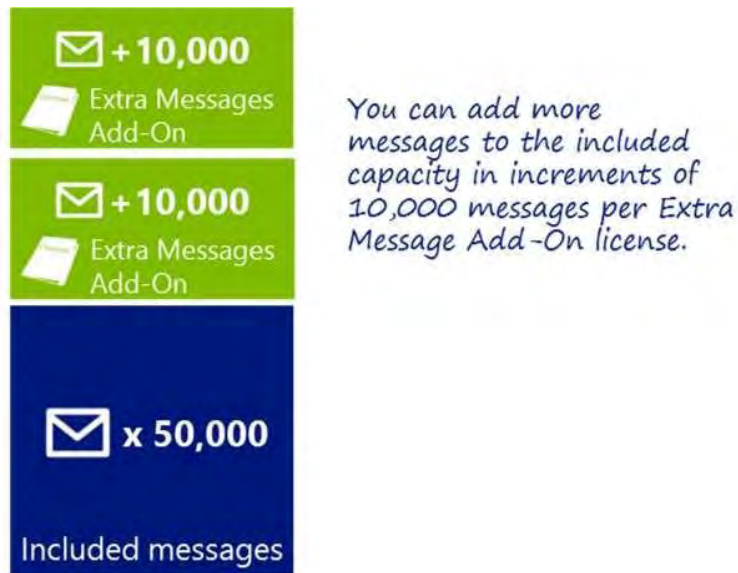 +10,000
Extra Messages
Add-On
+10,000
Extra Messages
Add-On
x 50,000
Included messages
You can add more
messages to the included
capacity in increments of
10,000 messages per Extra
Message Add-On license.